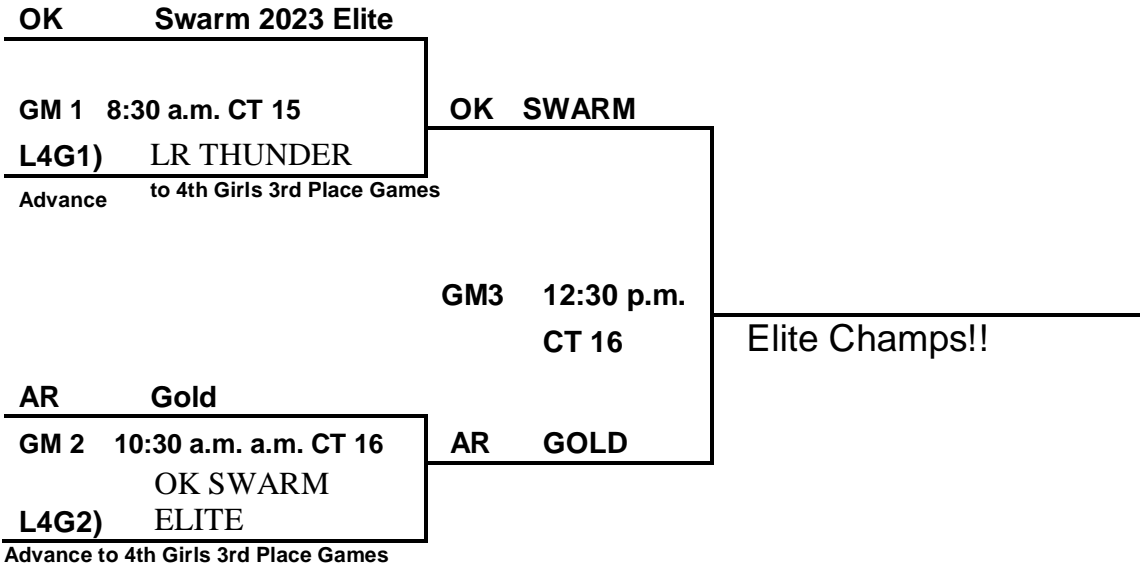 OK Swarm 2023 Elite
GM 1 8:30 a.m. CT 15
OK SWARM
L4G1) LR THUNDER
Advance to 4th Girls 3rd Place Games
GM3 12:30 p.m.
CT 16
Elite Champs!!
AR Gold
GM 2 10:30 a.m. a.m. CT 16
AR GOLD
OK SWARM
L4G2) ELITE
Advance to 4th Girls 3rd Place Games